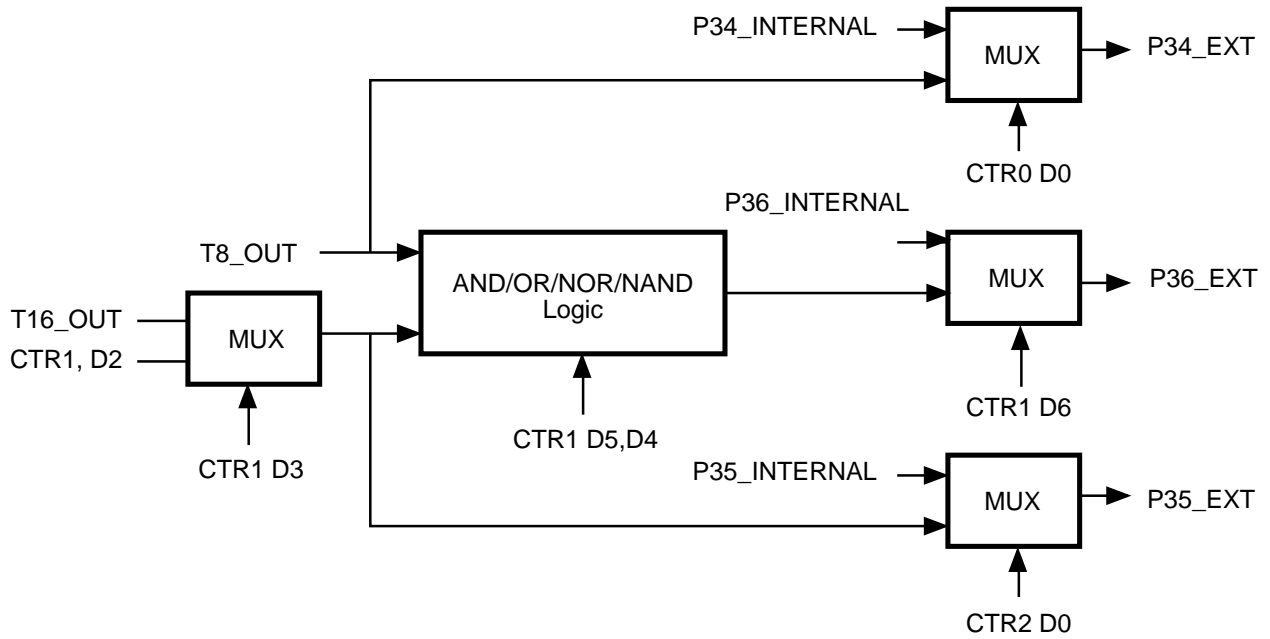 P34_INTERNAL
MUX
P34_EXT
CTR0 D0
P36_INTERNAL
T8_OUT
AND/OR/NOR/NAND
Logic
MUX
P36_EXT
T16_OUT
MUX
CTR1, D2
CTR1 D6
CTR1 D5,D4
CTR1 D3
P35_INTERNAL
MUX
P35_EXT
CTR2 D0